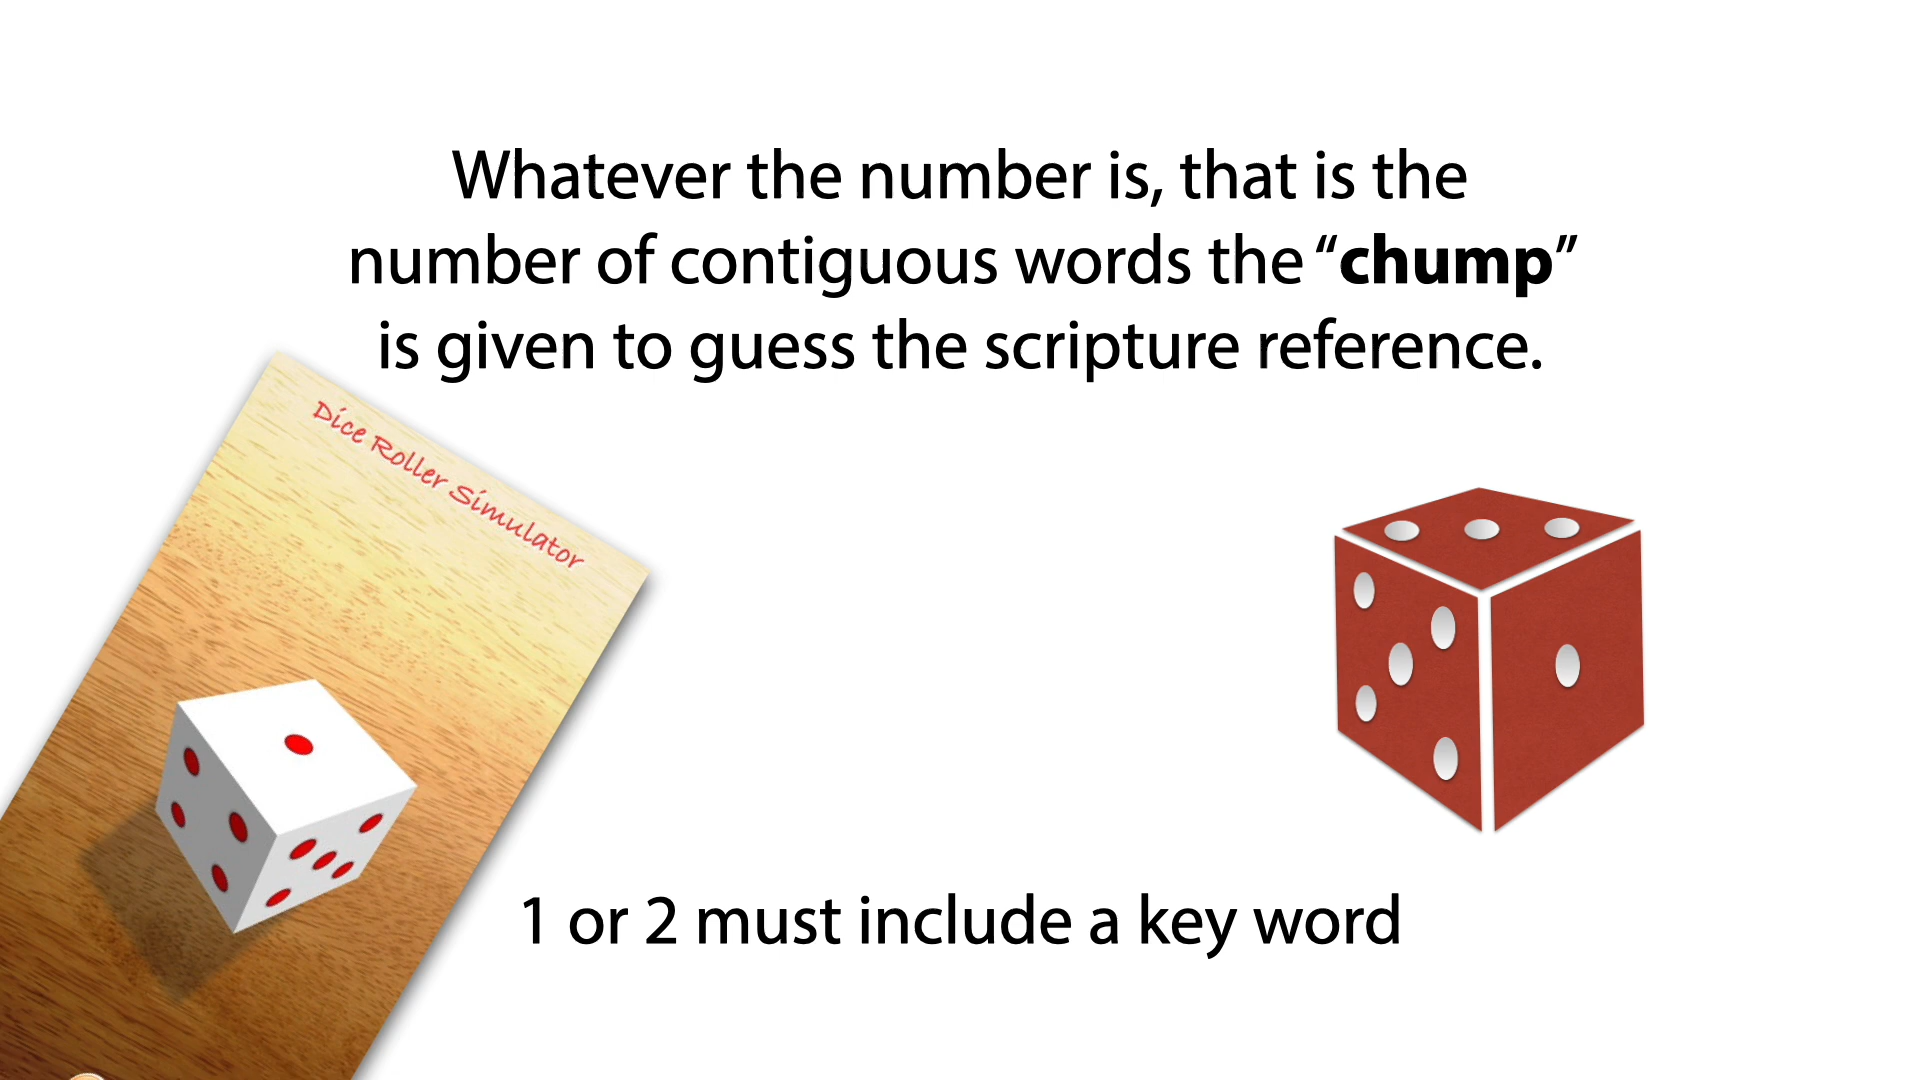 Whatever the number is, that is the
number of contiguous words the “chump”
is given to guess the scripture reference.
Dice Roller Simulator
1 or 2 must include a key word